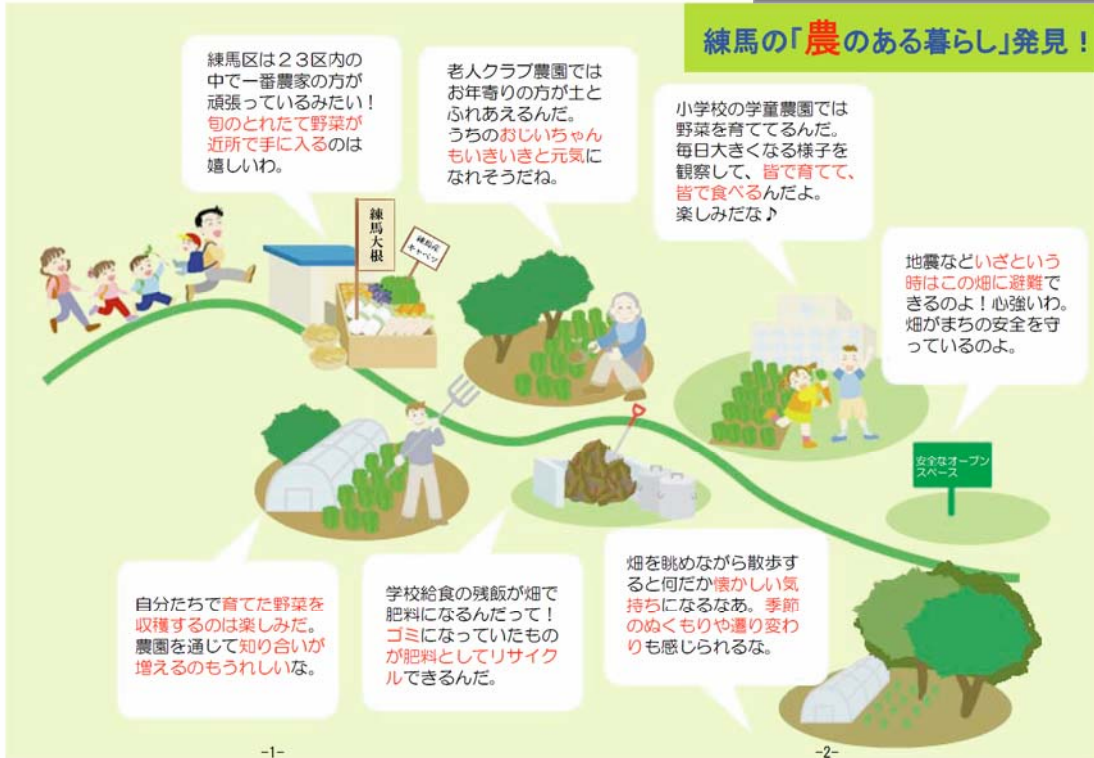 練馬の「農のある暮らし」発見！
練馬区は２３区内の
中で一番農家の方が
頑張っているみたい！
旬のとれたて野菜が
近所で手に入るのは
嬉しいわ。
老人クラブ農園では
お年寄りの方が土と
ふれあえるんだ。
うちのおじいちゃん
もいきいきと元気に
なれそうだね。
小学校の学童農園では
野菜を育ててるんだ。
毎日大きくなる様子を
観察して、皆で育てて、
皆で食べるんだよ。
楽しみだな♪
地震などいざという
時はこの畑に避難で
きるのよ！心強いわ。
畑がまちの安全を守
っているのよ。
練馬大根
練馬産
キャベツ
安全なオープン
スペース
自分たちで育てた野菜を
収穫するのは楽しみだ。
農園を通じて知り合いが
増えるのもうれしいな。
学校給食の残飯が畑で
肥料になるんだって！
ゴミになっていたもの
が肥料としてリサイク
ルできるんだ。
畑を眺めながら散歩す
ると何だか懐かしい気
持ちになるなあ。季節
のぬくもりや遷り変わ
りも感じられるな。
-1-
-2-